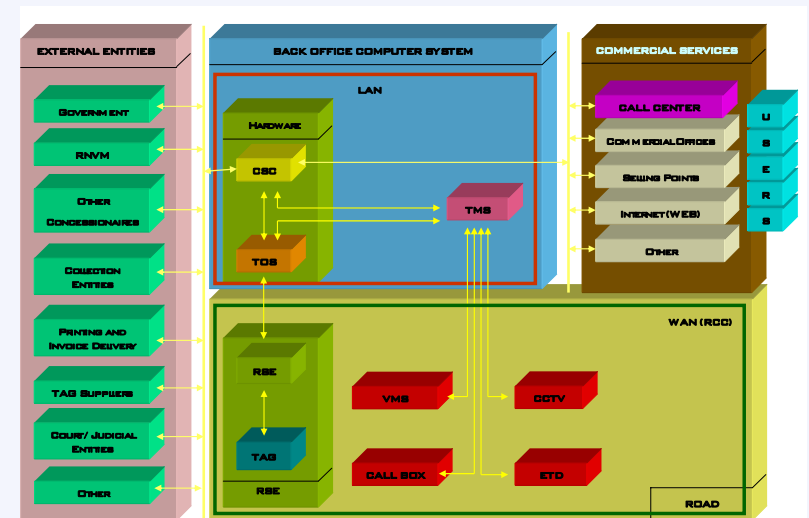 EXTERNAL ENTITIES
GOVERNMENT
RNVM
OTHER
CONCESSIONAIRES
COLLECTION
ENTITIES
PRINTING AND
INVOICE DELIVERY
TAG SUPPLIERS
COURT/ JUDICIAL
ENTITIES
OTHER
BACK OFFICE COMPUTER SYSTEM
LAN
HARDWARE
CSC
TMS
TOS
WAN (RCC)
RSE
TAG
RSE
VMS
CCTV
CALL BOX
ETD
ROAD
COMMERCIAL SERVICES
CALL CENTER
COMMERCIAL OFFICES
SELLING POINTS
INTERNET (WEB)
OTHER
U
S
E
R
S